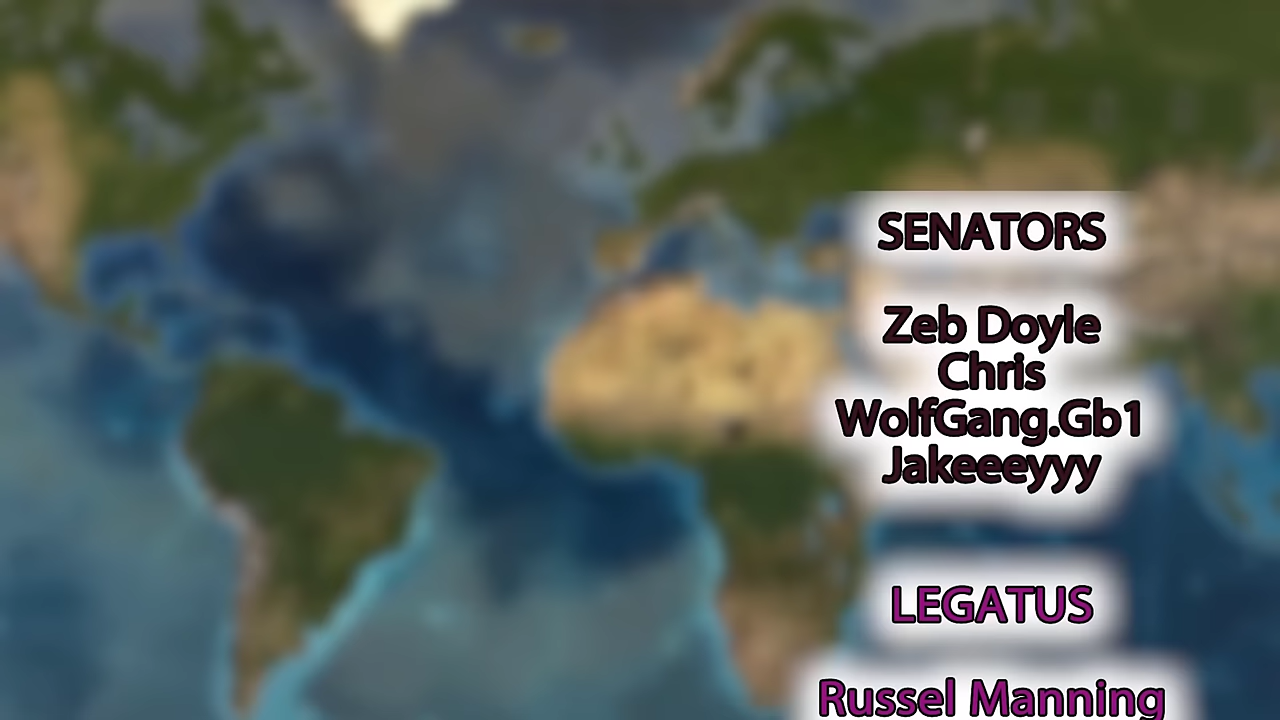 SENATORS
Zeb Doyle
Chris
WolfGang.Gb1
Jakeeeyyy
LEGATUS
Russel Manning